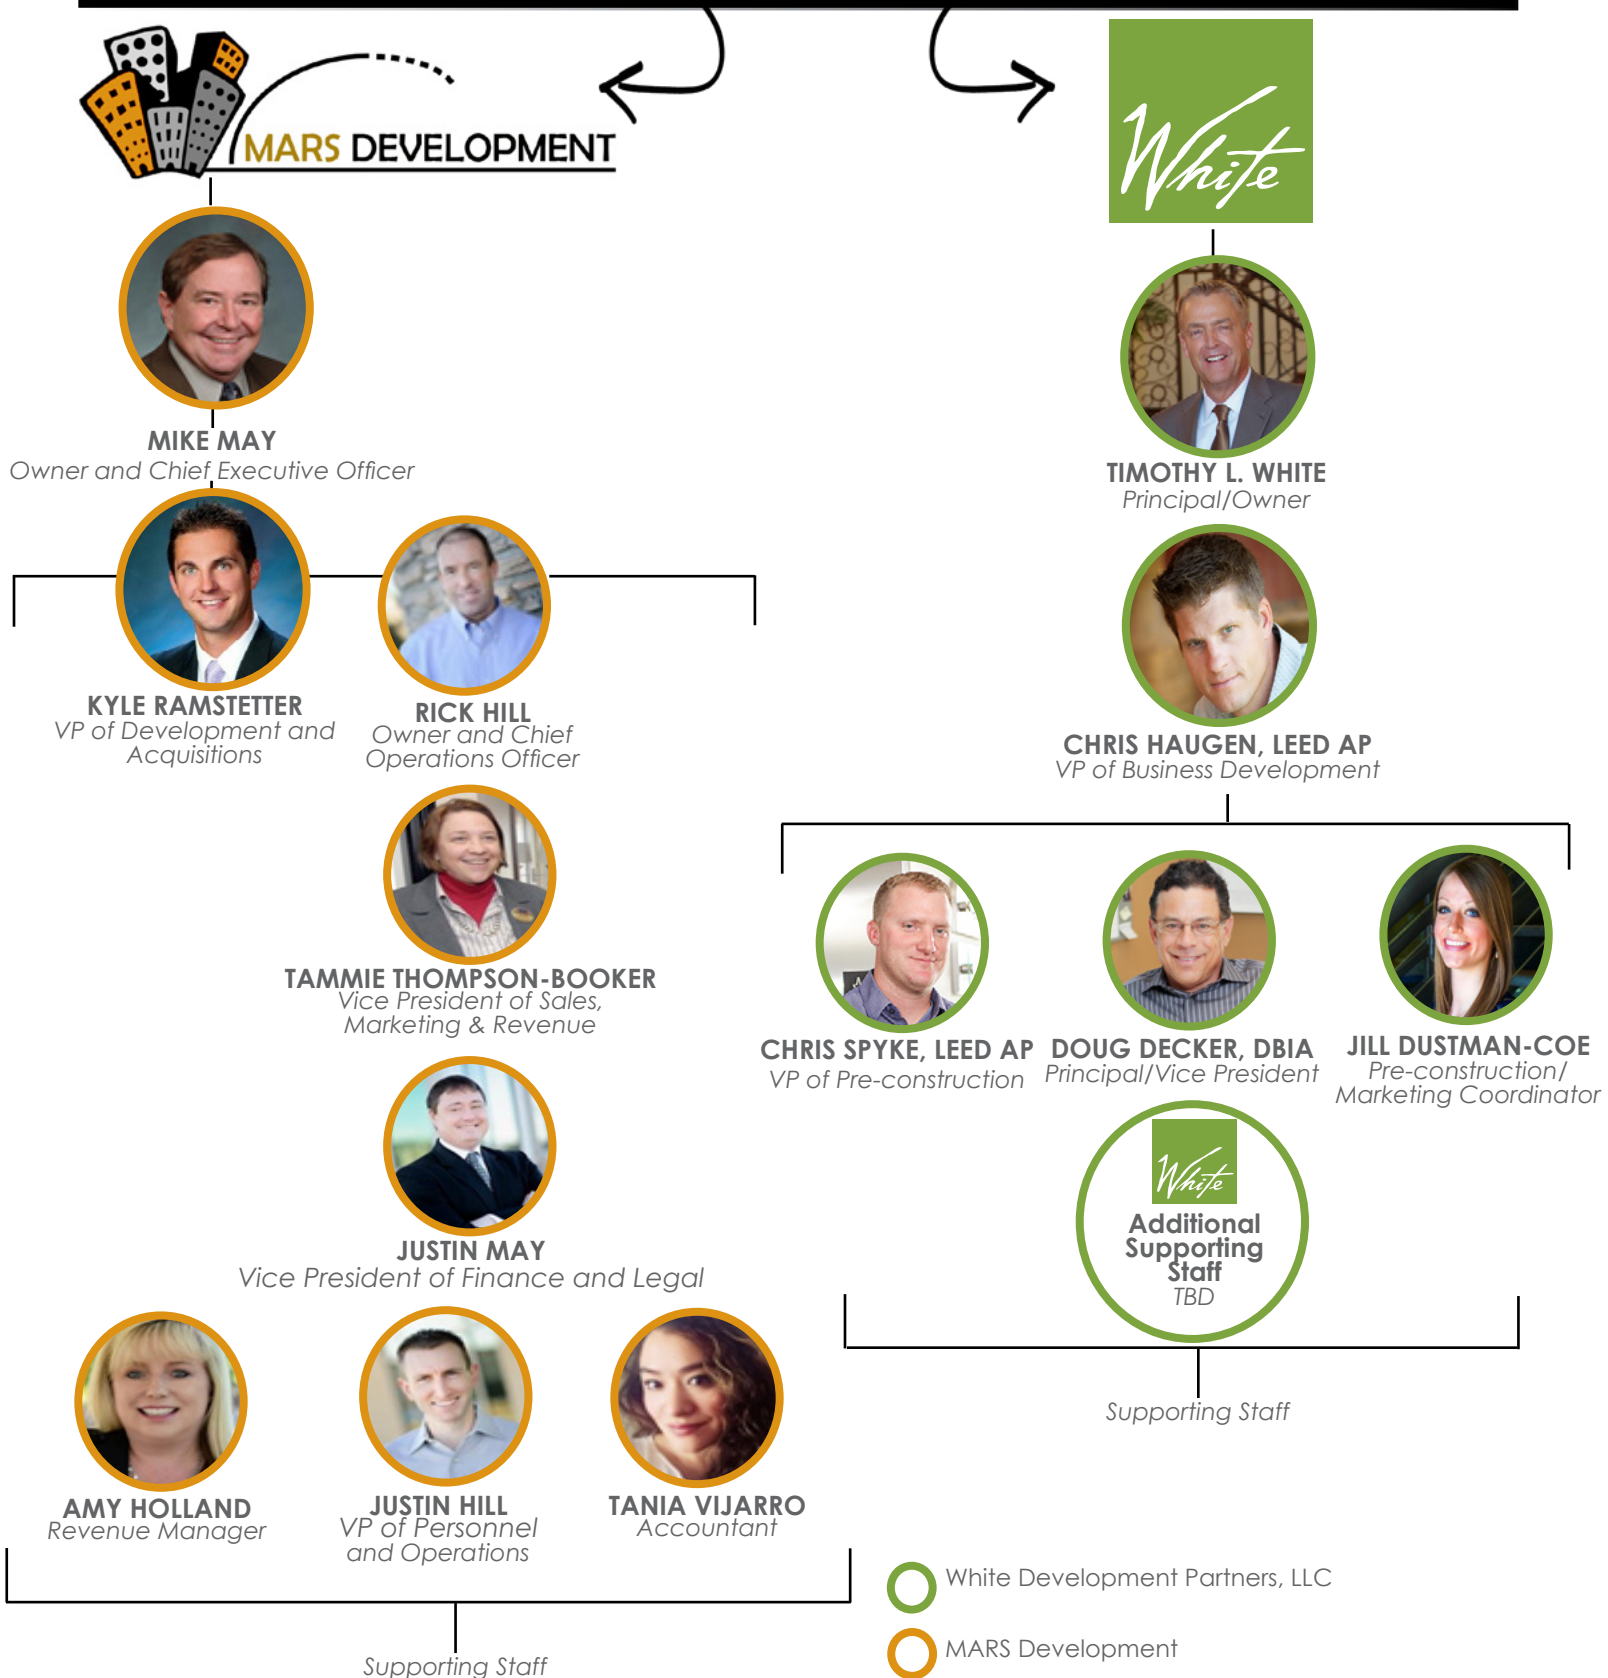 MARS DEVELOPMENT
White
MIKE MAY
Owner and Chief Executive Officer
KYLE RAMSTETTER
VP of Development and
Acquisitions
RICK HILL
Owner and Chief
Operations Officer
TAMMIE THOMPSON-BOOKER
Vice President of Sales,
Marketing & Revenue
JUSTIN MAY
Vice President of Finance and Legal
AMY HOLLAND
Revenue Manager
JUSTIN HILL
VP of Personnel
and Operations
TANIA VIJARRO
Accountant
Supporting Staff
TIMOTHY L. WHITE
Principal/Owner
CHRIS HAUGEN, LEED AP
VP of Business Development
CHRIS SPYKE, LEED AP
VP of Pre-construction
DOUG DECKER, DBIA
Principal/Vice President
JILL DUSTMAN-COE
Pre-construction/
Marketing Coordinator
White
Additional
Supporting
Staff
TBD
Supporting Staff
White Development Partners, LLC
MARS Development